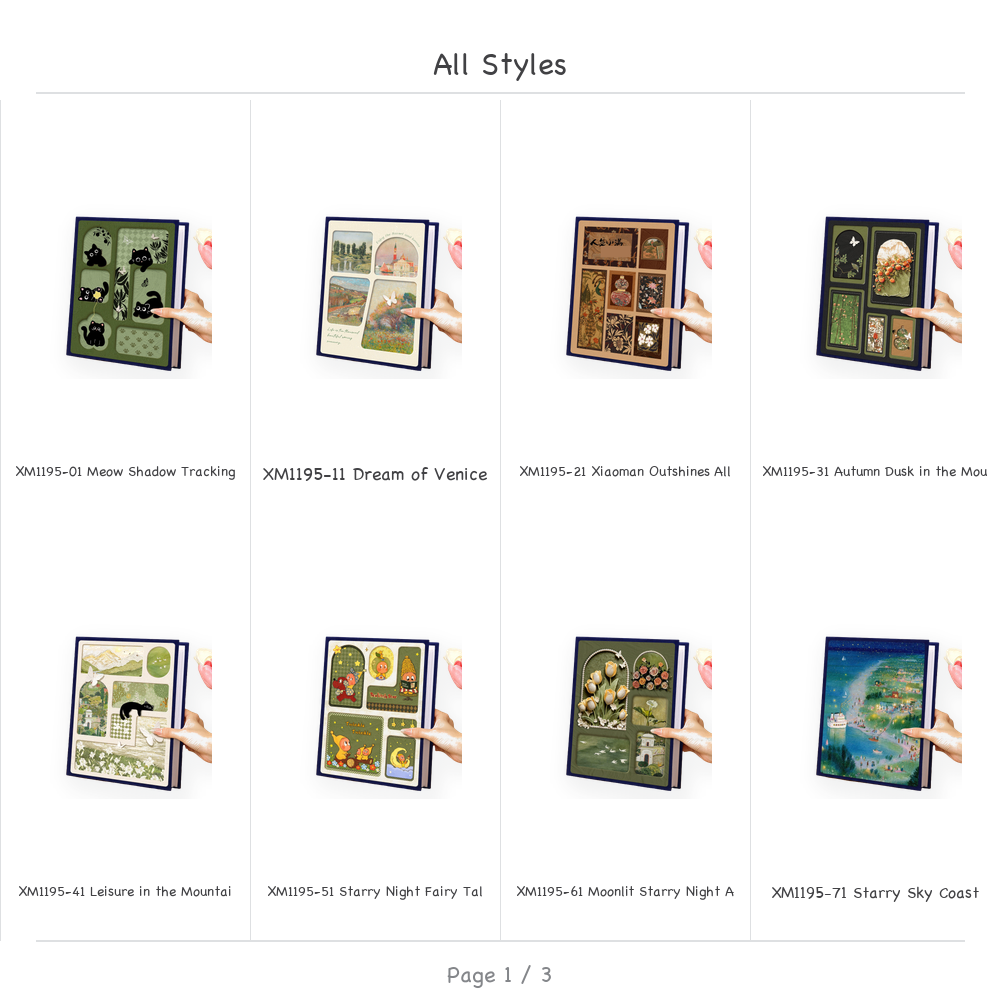 All Styles
XM1195-01 Meow Shadow Tracking
XM1195-11 Dream of Venice
XM1195-21 Xiaoman Outshines All
XM1195-31 Autumn Dusk in the Mou
XM1195-41 Leisure in the Mountai
XM1195-51 Starry Night Fairy Tal
XM1195-61 Moonlit Starry Night A
XM1195-71 Starry Sky Coast
Page 1 / 3